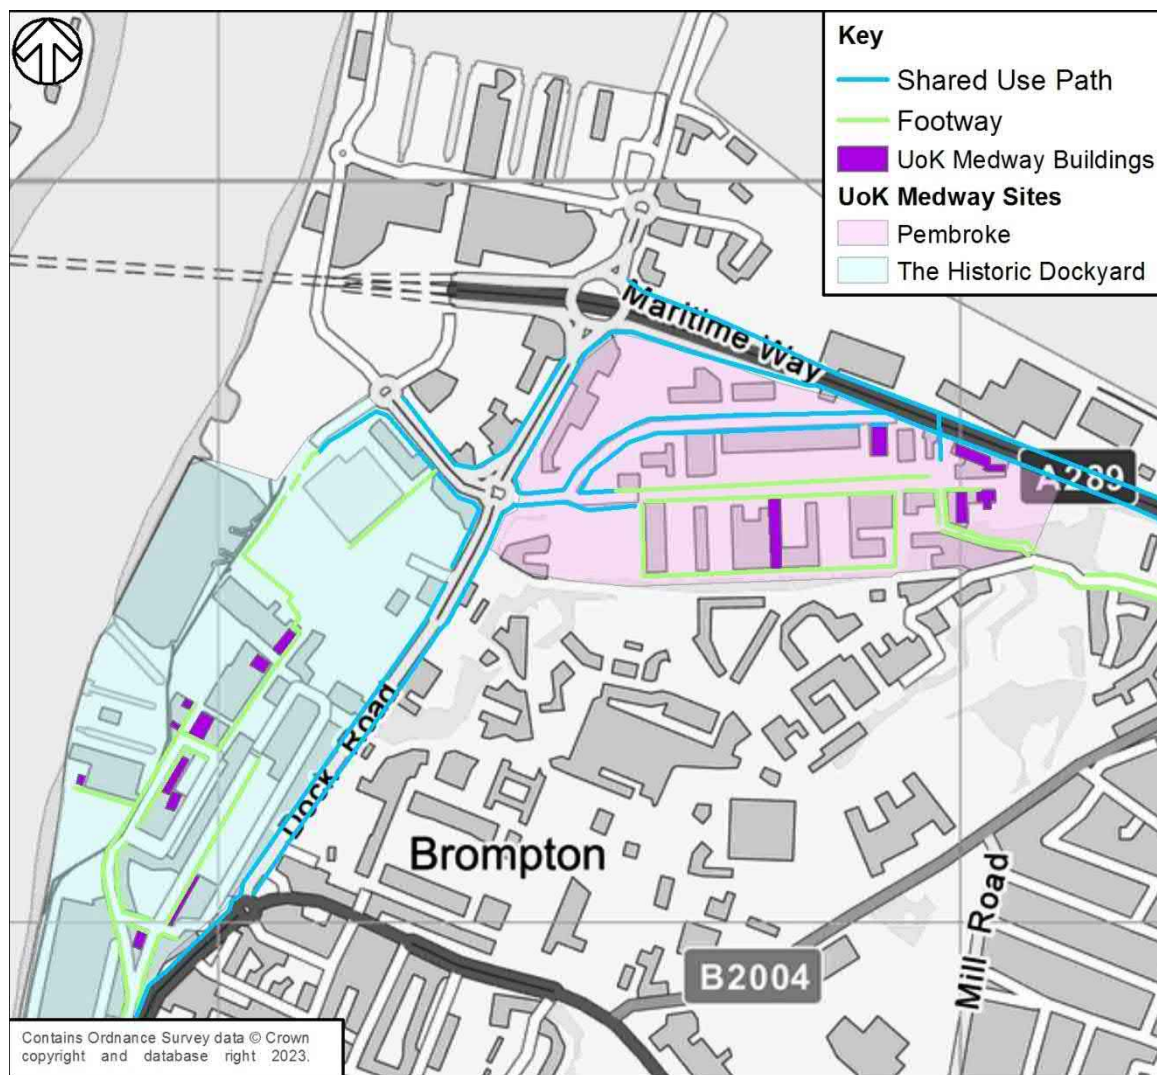 Key
Shared Use Path
Footway
UoK Medway Buildings
UoK Medway Sites
Pembroke
The Historic Dockyard
Maritime Way
A289
Dock Road
Brompton
B2004
Mill Road
Contains Ordnance Survey data © Crown
copyright and database right 2023.